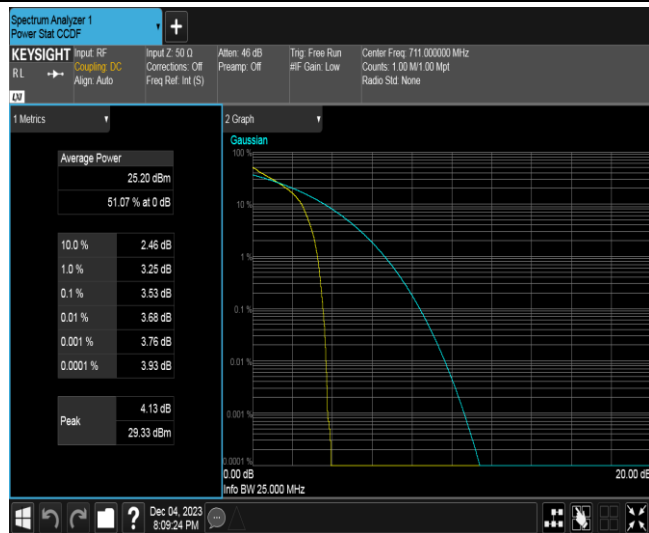 Spectrum Analyzer 1
Power Stat CCDF
+
KEYSIGHT
RL
Input: RF
Coupling: DC
Align: Auto
Input Z: 50 Ω
Corrections: Off
Freq Ref: Int (S)
Atten: 46 dB
Preamp: Off
Trig: Free Run
#IF Gain: Low
Center Freq: 711.000000 MHz
Counts: 1.00 M/1.00 Mpt
Radio Std: None
1 Metrics
Average Power
25.20 dBm
51.07 % at 0 dB
10.0 % 2.46 dB
1.0 % 3.25 dB
0.1 % 3.53 dB
0.01 % 3.68 dB
0.001 % 3.76 dB
0.0001 % 3.93 dB
Peak
4.13 dB
29.33 dBm
2 Graph
Gaussian
100 %
10 %
1 %
0.1 %
0.01 %
0.001 %
0.0001 %
0.00 dB
20.00 dB
Info BW 25.000 MHz
?
Dec 04, 2023
8:09:24 PM